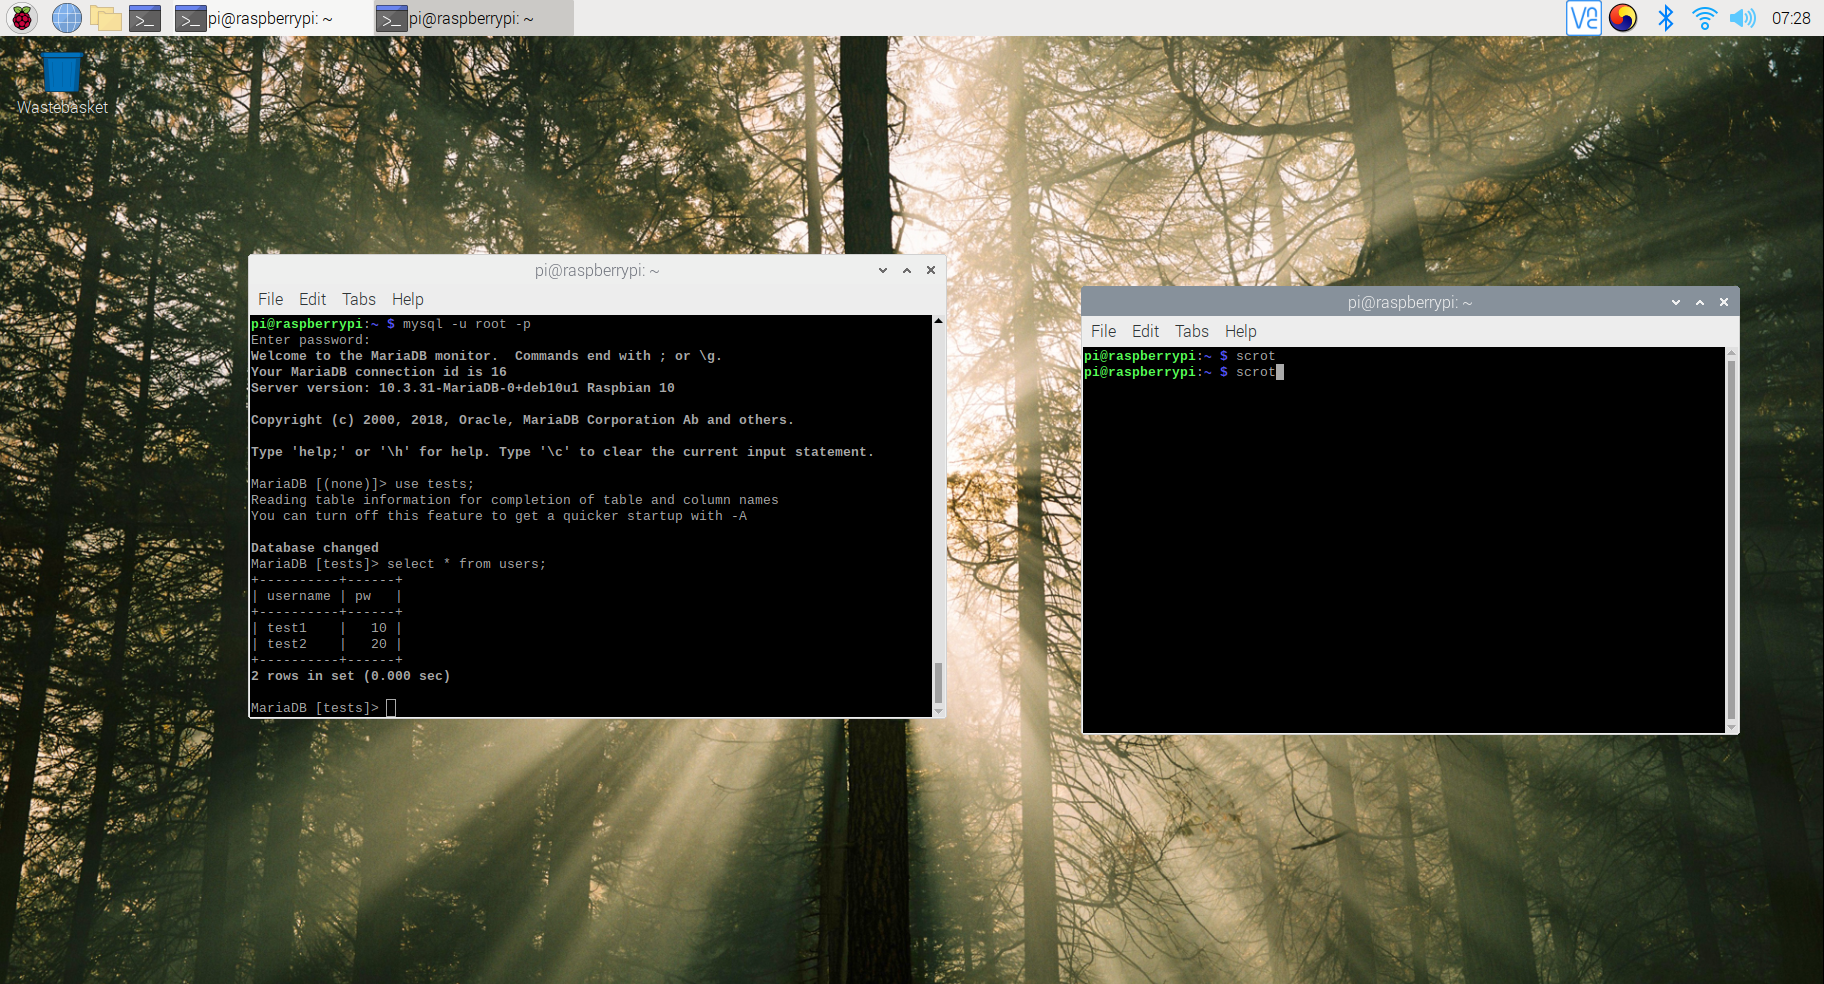 pi@raspberrypi: ~
pi@raspberrypi: ~
07:28
Wastebasket
pi@raspberrypi: ~
File Edit Tabs Help
pi@raspberrypi:~ $ mysql -u root -p
Enter password:
Welcome to the MariaDB monitor.  Commands end with ; or \g.
Your MariaDB connection id is 16
Server version: 10.3.31-MariaDB-0+deb10u1 Raspbian 10
Copyright (c) 2000, 2018, Oracle, MariaDB Corporation Ab and others.
Type 'help;' or '\h' for help. Type '\c' to clear the current input statement.
MariaDB [(none)]> use tests;
Reading table information for completion of table and column names
You can turn off this feature to get a quicker startup with -A
Database changed
MariaDB [tests]> select * from users;
+----------+------+
| username | pw   |
+----------+------+
| test1    |   10 |
| test2    |   20 |
+----------+------+
2 rows in set (0.000 sec)
MariaDB [tests]>
pi@raspberrypi: ~
File Edit Tabs Help
pi@raspberrypi:~ $ scrot
pi@raspberrypi:~ $ scrot